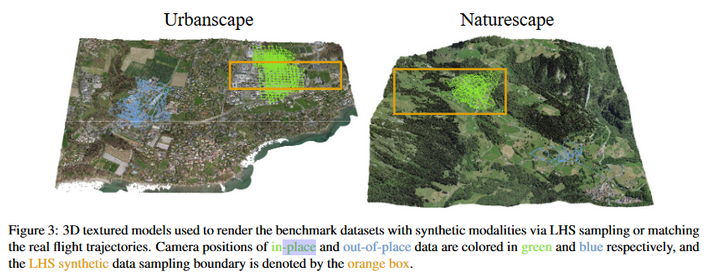 Urbanscape
Naturescape
Figure 3: 3D textured models used to render the benchmark datasets with synthetic modalities via LHS sampling or matching
the real flight trajectories. Camera positions of in-place and out-of-place data are colored in green and blue respectively, and
the LHS synthetic data sampling boundary is denoted by the orange box.